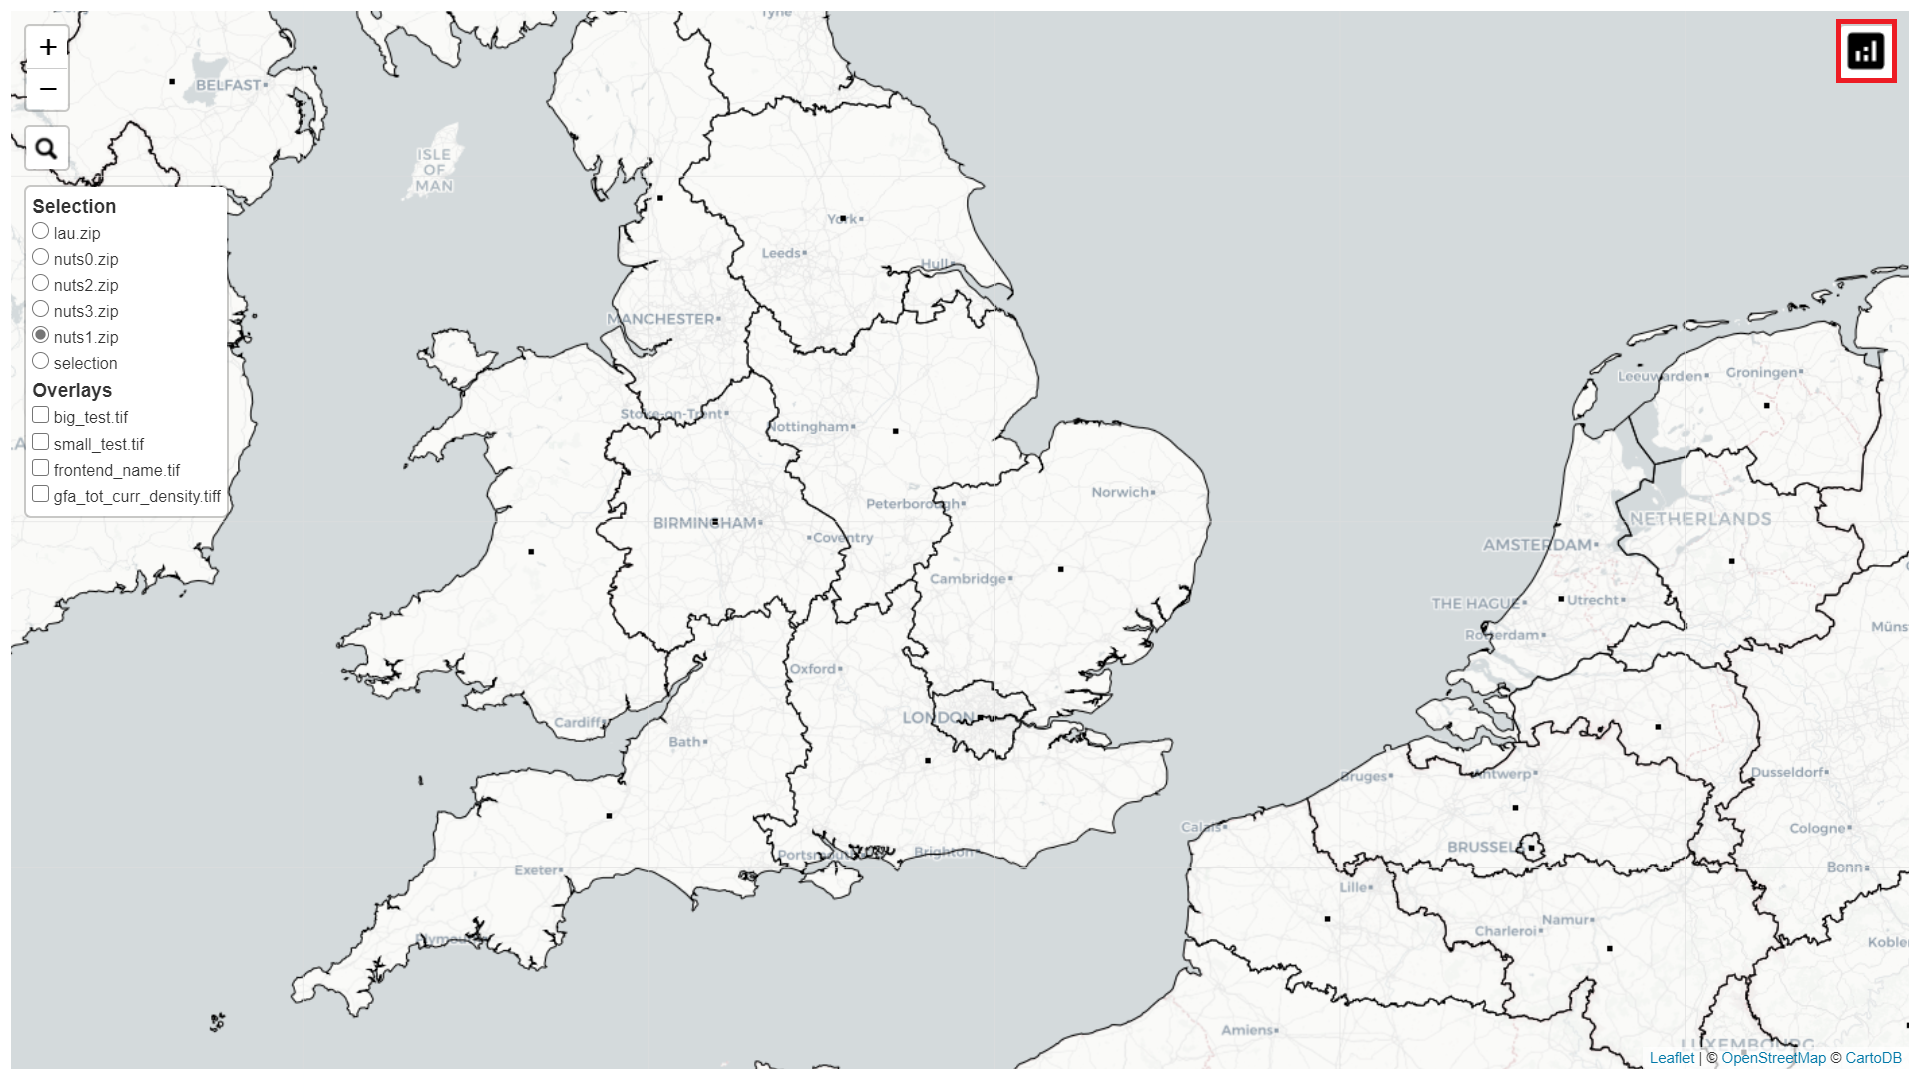 +
−
Selection
lau.zip
nuts0.zip
nuts2.zip
nuts3.zip
nuts1.zip
selection
Overlays
big_test.tif
small_test.tif
frontend_name.tif
gfa_tot_curr_density.tiff
Tyne
BELFAST
ISLE
OF
MAN
York
Leeds
Hull
MANCHESTER
Stoke-on-Trent
Nottingham
Leeuwarden
Groningen
Peterborough
Norwich
BIRMINGHAM
Coventry
NETHERLANDS
AMSTERDAM
Cambridge
THE HAGUE
Utrecht
Rotterdam
Müns
Oxford
LONDON
Cardiff
Bath
Bruges
Antwerp
Dusseldorf
Calais
Cologne
Portsmouth
Brighton
BRUSSELS
Exeter
Lille
Bonn
Namur
Charleroi
Plymouth
Koble
Amiens
LUXEMBOURG
Leaflet | © OpenStreetMap © CartoDB